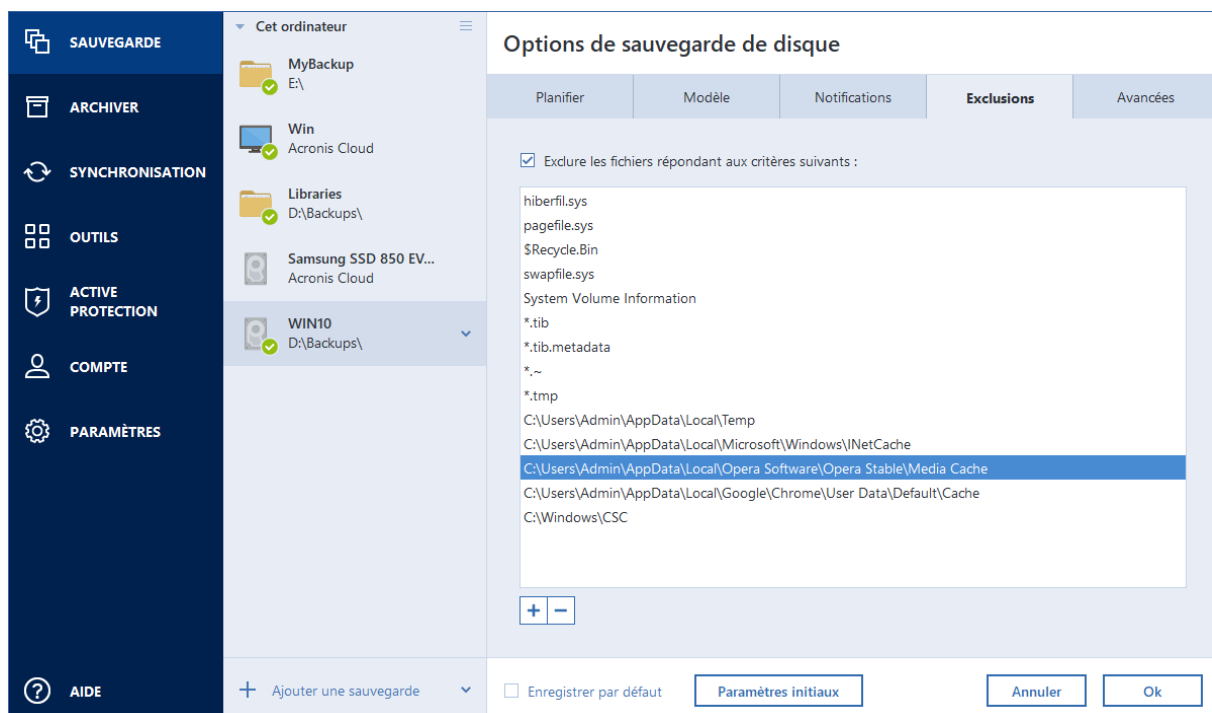 SAUVEGARDE
ARCHIVER
SYNCHRONISATION
OUTILS
ACTIVE
PROTECTION
COMPTE
PARAMÈTRES
AIDE
Cet ordinateur
MyBackup
E:\
Win
Acronis Cloud
Libraries
D:\Backups\
Samsung SSD 850 EV...
Acronis Cloud
WIN10
D:\Backups\
Ajouter une sauvegarde
Options de sauvegarde de disque
Planifier
Modèle
Notifications
Exclusions
Avancées
Exclure les fichiers répondant aux critères suivants :
hiberfil.sys
pagefile.sys
$Recycle.Bin
swapfile.sys
System Volume Information
*.tib
*.tib.metadata
*.~
*.tmp
C:\Users\Admin\AppData\Local\Temp
C:\Users\Admin\AppData\Local\Microsoft\Windows\INetCache
C:\Users\Admin\AppData\Local\Opera Software\Opera Stable\Media Cache
C:\Users\Admin\AppData\Local\Google\Chrome\User Data\Default\Cache
C:\Windows\CSC
Enregistrer par défaut
Paramètres initiaux
Annuler
Ok